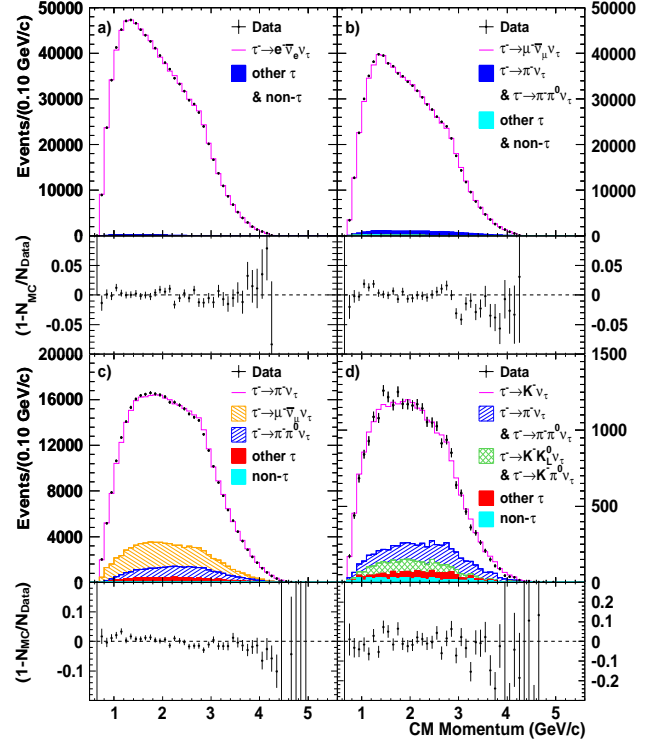 50000
40000
30000
20000
10000
0
Events/(0.10 GeV/c)
a)
Data
τ⁻→e⁻ν̅ₑν_τ
other τ
& non-τ
b)
Data
τ⁻→μ⁻ν̅_μν_τ
τ⁻→π⁻ν_τ
& τ⁻→π⁻π⁰ν_τ
other τ
& non-τ
50000
40000
30000
20000
10000
0
(1-N_MC/N_Data)
0.05
0
-0.05
0.05
0
-0.05
20000
16000
12000
8000
4000
0
Events/(0.10 GeV/c)
c)
Data
τ⁻→π⁻ν_τ
τ⁻→μ⁻ν̅_μν_τ
τ⁻→π⁻π⁰ν_τ
other τ
non-τ
d)
Data
τ⁻→K⁻ν_τ
τ⁻→π⁻ν_τ
& τ⁻→π⁻π⁰ν_τ
τ⁻→K⁻K⁰_Lν_τ
& τ⁻→K⁻π⁰ν_τ
other τ
non-τ
1500
1000
500
0
(1-N_MC/N_Data)
0.1
0
-0.1
0.2
0.1
0
-0.1
-0.2
1 2 3 4 5
1 2 3 4 5
CM Momentum (GeV/c)